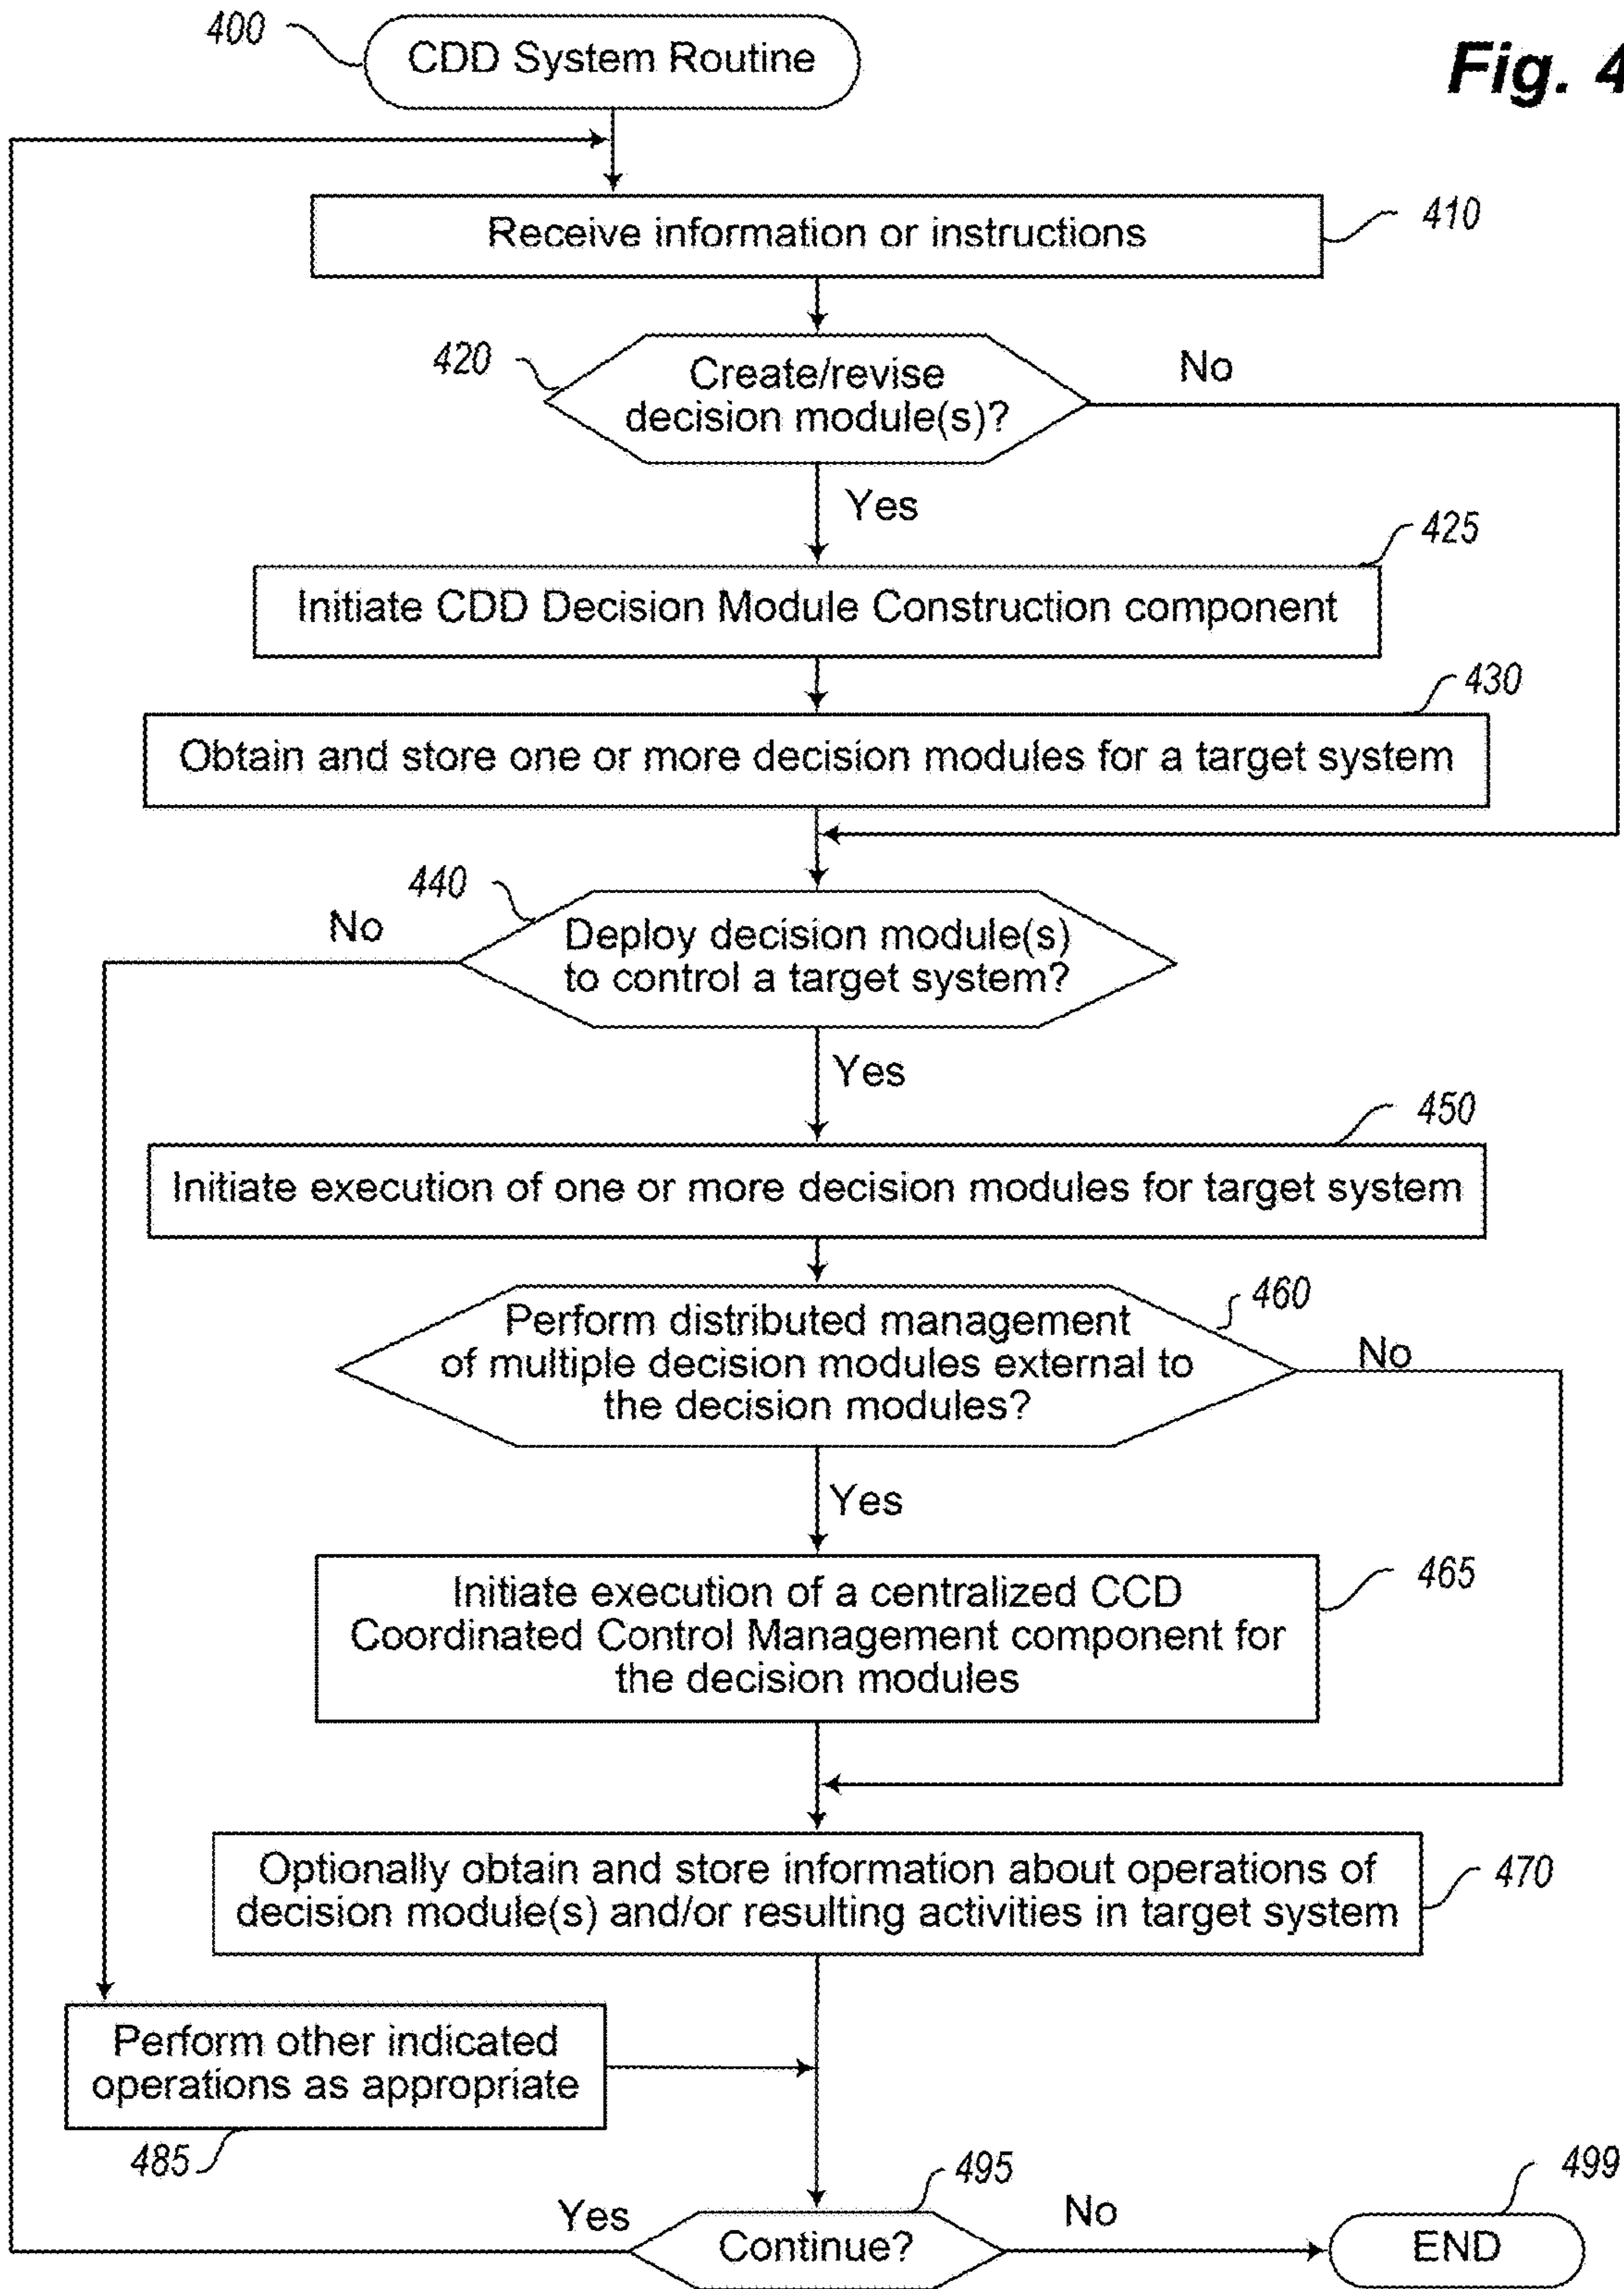 400
CDD System Routine
Fig. 4
Receive information or instructions
410
420
Create/revise
decision module(s)?
No
Yes
425
Initiate CDD Decision Module Construction component
430
Obtain and store one or more decision modules for a target system
440
No
Deploy decision module(s)
to control a target system?
Yes
450
Initiate execution of one or more decision modules for target system
460
Perform distributed management
of multiple decision modules external to
the decision modules?
No
Yes
Initiate execution of a centralized CCD
Coordinated Control Management component for
the decision modules
465
Optionally obtain and store information about operations of
decision module(s) and/or resulting activities in target system
470
Perform other indicated
operations as appropriate
485
495
499
Yes
Continue?
No
END